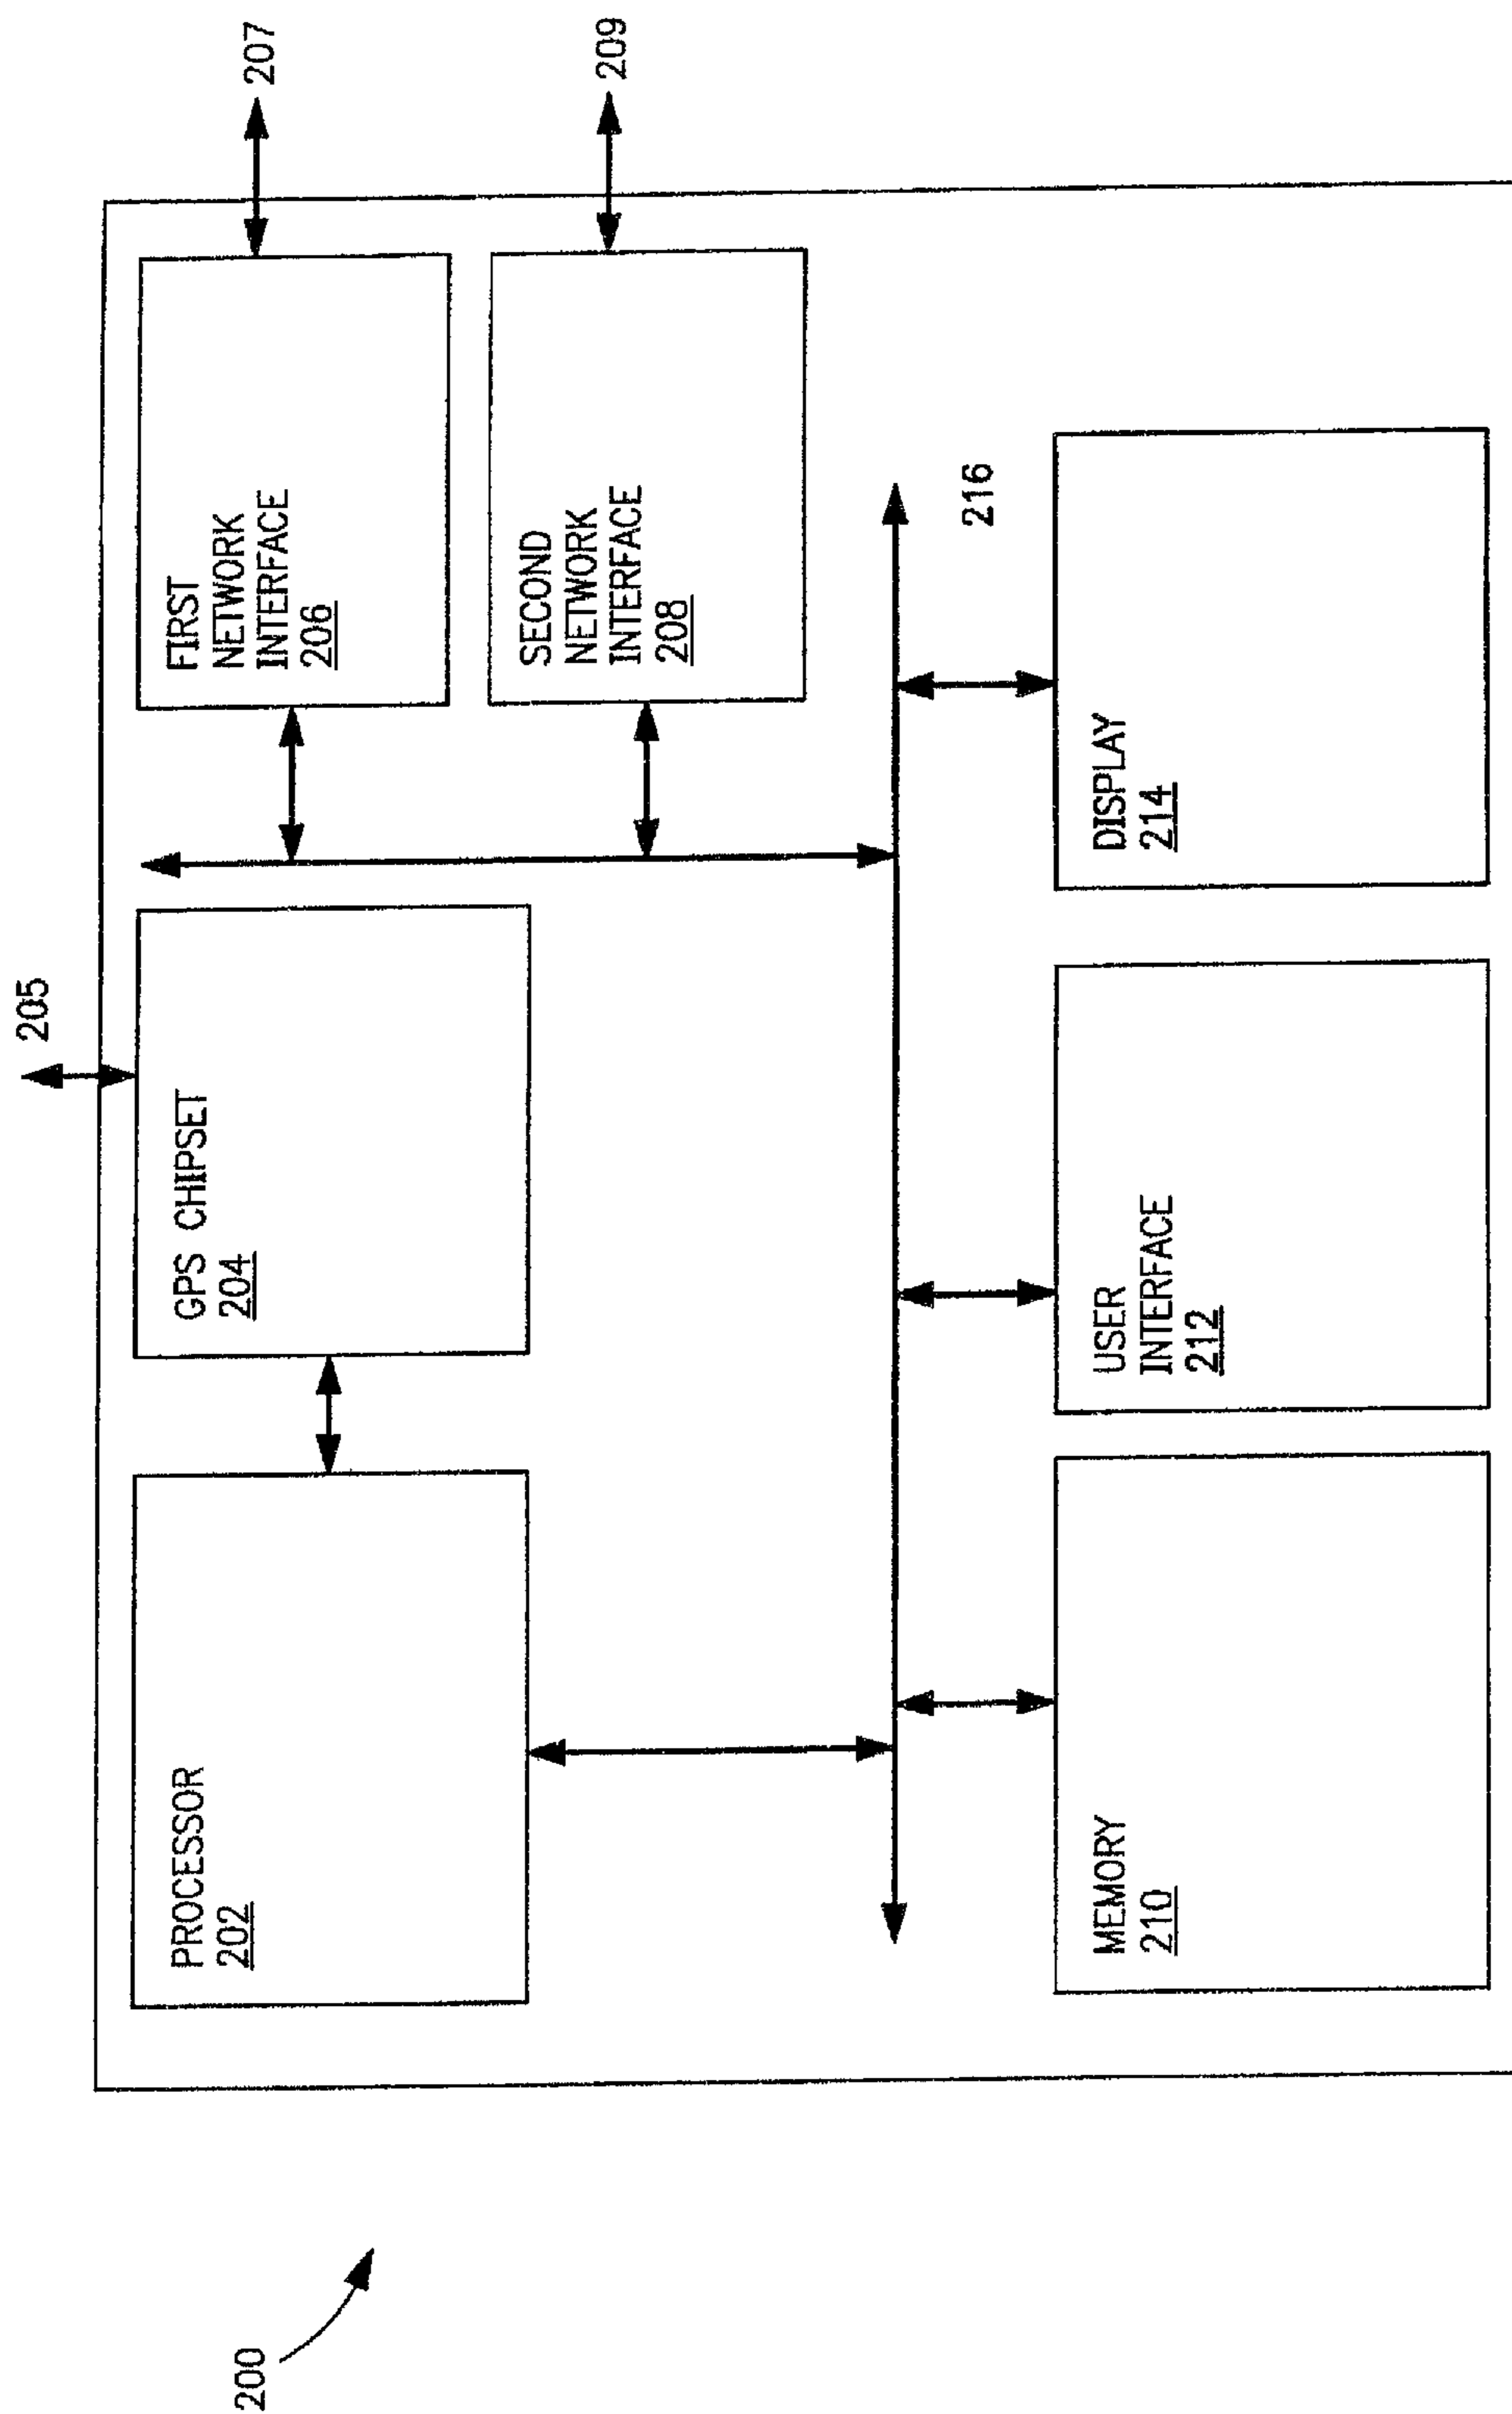 200
205
207
209
PROCESSOR
202
GPS CHIPSET
204
FIRST
NETWORK
INTERFACE
206
SECOND
NETWORK
INTERFACE
208
216
MEMORY
210
USER
INTERFACE
212
DISPLAY
214